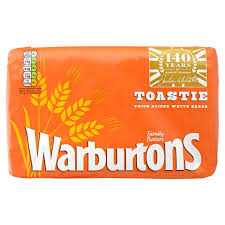 140
YEARS
TOASTIE
THICK SLICED WHITE BREAD
Family
Bakers
Warburtons